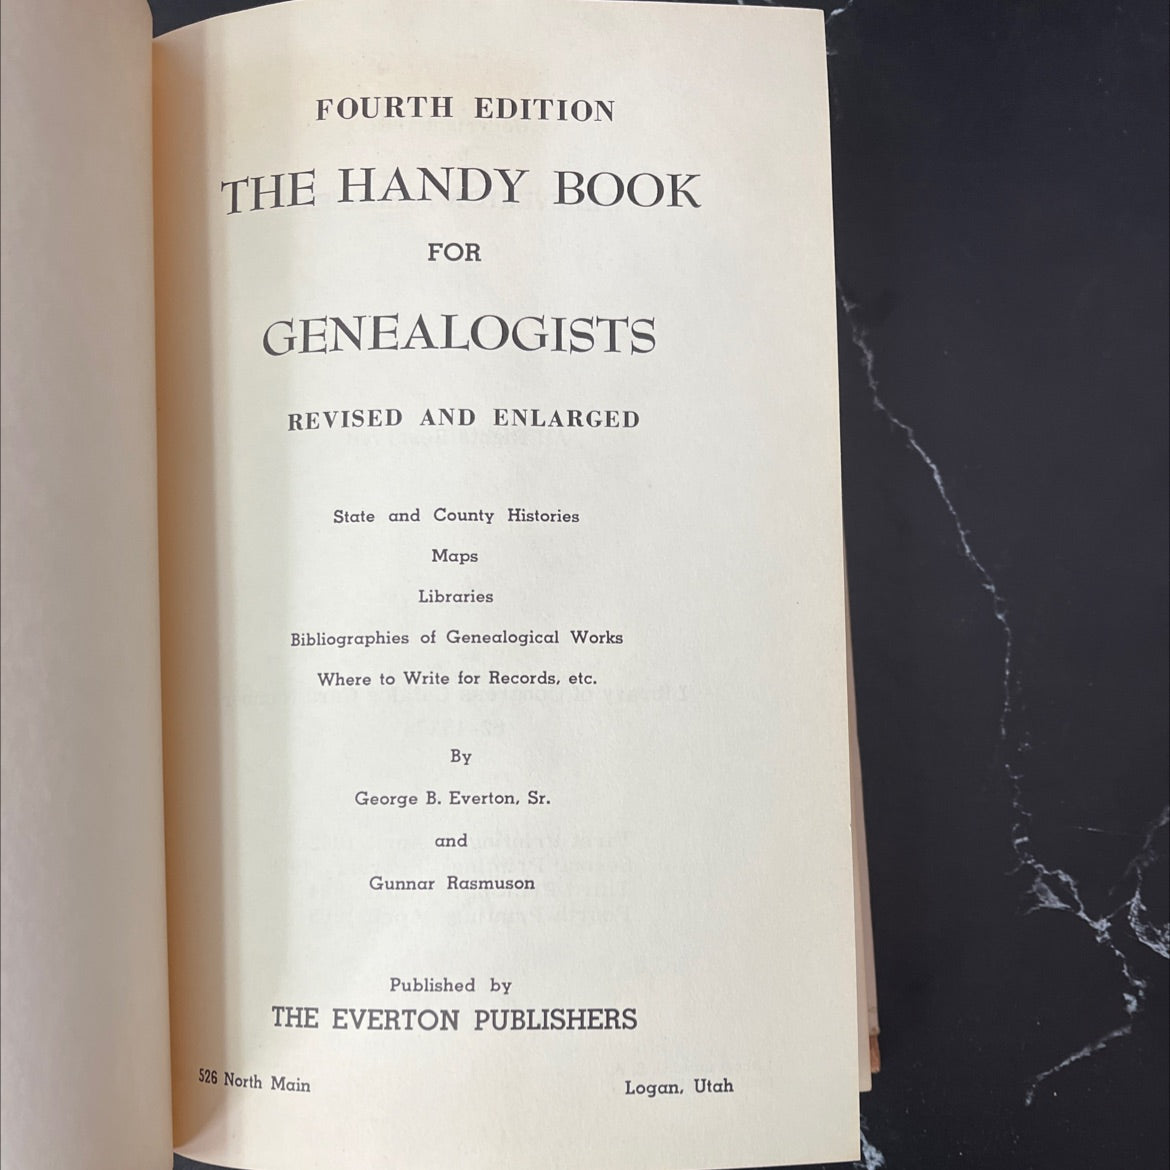 FOURTH EDITION
THE HANDY BOOK
FOR
GENEALOGISTS
REVISED AND ENLARGED
State and County Histories
Maps
Libraries
Bibliographies of Genealogical Works
Where to Write for Records, etc.
By
George B. Everton, Sr.
and
Gunnar Rasmuson
Published by
THE EVERTON PUBLISHERS
526 North Main Logan, Utah